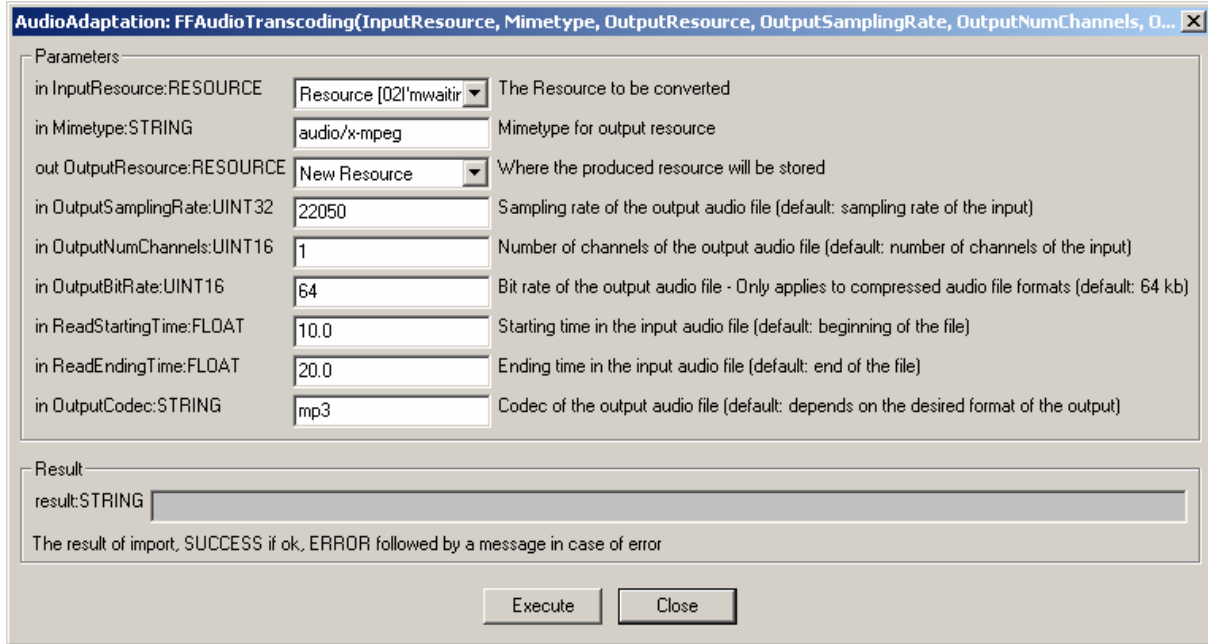 AudioAdaptation: FFAudioTranscoding(InputResource, Mimetype, OutputResource, OutputSamplingRate, OutputNumChannels, O...
Parameters
in InputResource:RESOURCE Resource [02I'mwaitir The Resource to be converted
in Mimetype:STRING audio/x-mpeg Mimetype for output resource
out OutputResource:RESOURCE New Resource Where the produced resource will be stored
in OutputSamplingRate:UINT32 22050 Sampling rate of the output audio file (default: sampling rate of the input)
in OutputNumChannels:UINT16 1 Number of channels of the output audio file (default: number of channels of the input)
in OutputBitRate:UINT16 64 Bit rate of the output audio file - Only applies to compressed audio file formats (default: 64 kb)
in ReadStartingTime:FLOAT 10.0 Starting time in the input audio file (default: beginning of the file)
in ReadEndingTime:FLOAT 20.0 Ending time in the input audio file (default: end of the file)
in OutputCodec:STRING mp3 Codec of the output audio file (default: depends on the desired format of the output)
Result
result:STRING
The result of import, SUCCESS if ok, ERROR followed by a message in case of error
Execute Close